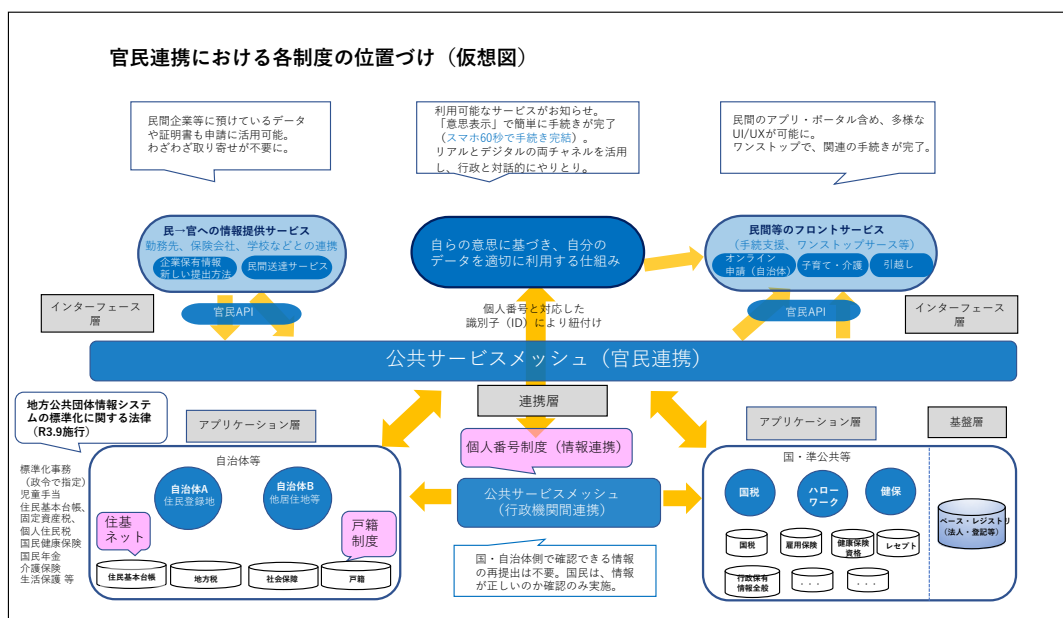 官民連携における各制度の位置づけ（仮想図）
民間企業等に預けているデータ
や証明書も申請に活用可能。
わざわざ取り寄せが不要に。
利用可能なサービスがお知らせ。
「意思表示」で簡単に手続きが完了
（スマホ60秒で手続き完結）。
リアルとデジタルの両チャネルを活用
し、行政と対話的にやりとり。
民間のアプリ・ポータル含め、多様な
UI/UXが可能に。
ワンストップで、関連の手続きが完了。
民→官への情報提供サービス
勤務先、保険会社、学校などとの連携
企業保有情報
新しい提出方法
民間送達サービス
自らの意思に基づき、自分の
データを適切に利用する仕組み
民間等のフロントサービス
（手続支援、ワンストップサース等）
オンライン
申請（自治体）
子育て・介護
引越し
インターフェース
層
官民API
個人番号と対応した
識別子（ID）により紐付け
官民API
インターフェース
層
公共サービスメッシュ（官民連携）
地方公共団体情報システ
ムの標準化に関する法律
（R3.9施行）
アプリケーション層
連携層
アプリケーション層
基盤層
標準化事務
（政令で指定）
児童手当
住民基本台帳、
固定資産税、
個人住民税
国民健康保険
国民年金
介護保険
生活保護 等
自治体等
自治体A
住民登録地
自治体B
他居住地等
住基
ネット
戸籍
制度
住民基本台帳
地方税
社会保障
戸籍
個人番号制度（情報連携）
公共サービスメッシュ
（行政機関間連携）
国・自治体側で確認できる情報
の再提出は不要。国民は、情報
が正しいのか確認のみ実施。
国・準公共等
国税
ハロー
ワーク
健保
国税
雇用保険
健康保険
資格
レセプト
行政保有
情報全般
・・・
・・・
ベース・レジストリ
（法人・登記等）